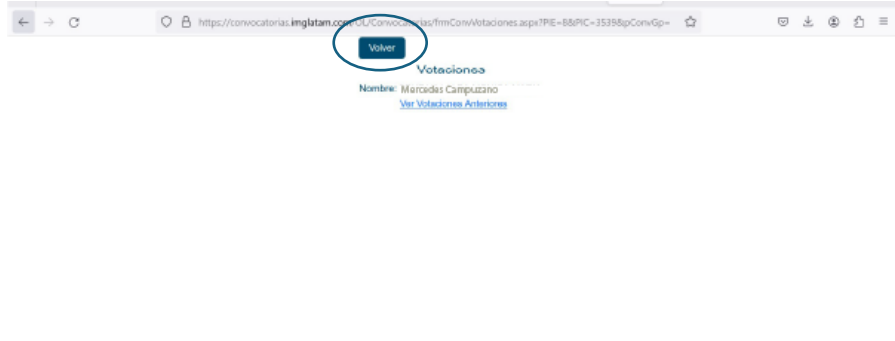 https://convocatorias.imglatam.com/OL/Convocatorias/frmConvVotaciones.aspx?PIE=8&PIC=3539&pConvGp=
Volver
Votaciones
Nombre: Mercedes Campuzano
Ver Votaciones Anteriores